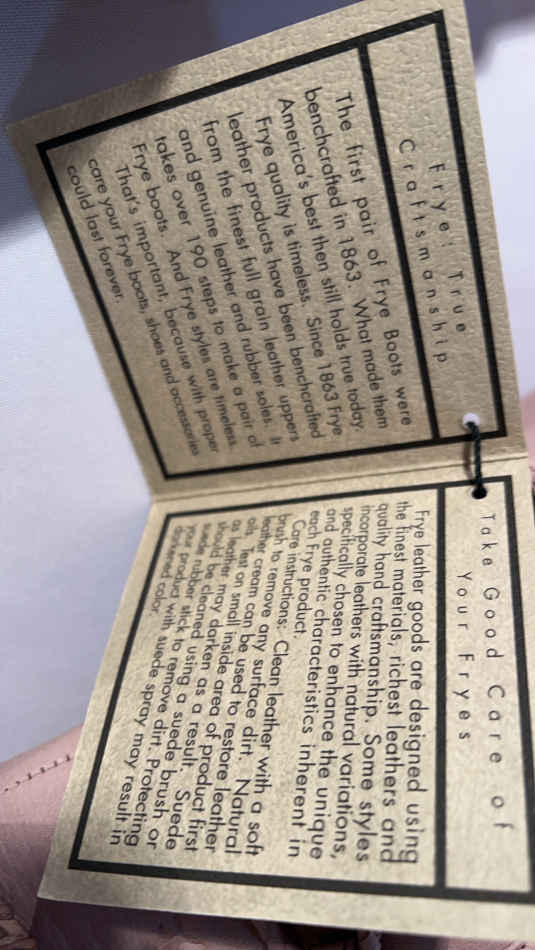 Frye: True
Craftsmanship
The first pair of Frye Boots were
benchcrafted in 1863. What made them
America's best then still holds true today.
Frye quality is timeless. Since 1863 Frye
leather products have been benchcrafted
from the finest full grain leather uppers
and genuine leather and rubber soles. It
takes over 190 steps to make a pair of
Frye boots. And Frye styles are timeless.
That's important, because with proper
care your Frye boots, shoes and accessories
could last forever.
Take Good Care of
Your Fryes
Frye leather goods are designed using
the finest materials, richest leathers and
quality hand craftsmanship. Some styles
incorporate leathers with natural variations,
specifically chosen to enhance the unique
and authentic characteristics inherent in
each Frye product.
Care instructions: Clean leather with a soft
brush to remove any surface dirt. Natural
leather cream can be used to restore leather
oils. Test on small inside area of product first
as leather may darken as a result. Suede
should be cleaned using a suede brush or
suede rubber stick to remove dirt. Protecting
your product with suede spray may result in
darkened color.